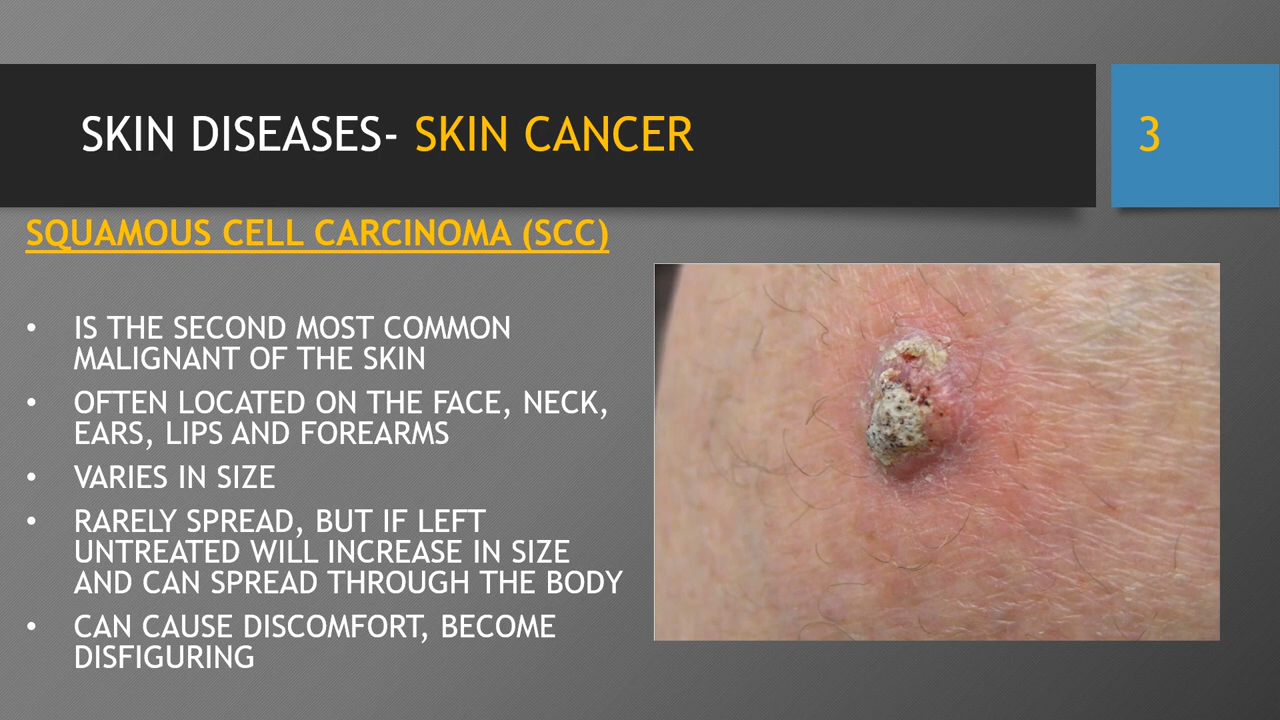 SKIN DISEASES- SKIN CANCER
3
SQUAMOUS CELL CARCINOMA (SCC)
• IS THE SECOND MOST COMMON
MALIGNANT OF THE SKIN
• OFTEN LOCATED ON THE FACE, NECK,
EARS, LIPS AND FOREARMS
• VARIES IN SIZE
• RARELY SPREAD, BUT IF LEFT
UNTREATED WILL INCREASE IN SIZE
AND CAN SPREAD THROUGH THE BODY
• CAN CAUSE DISCOMFORT, BECOME
DISFIGURING